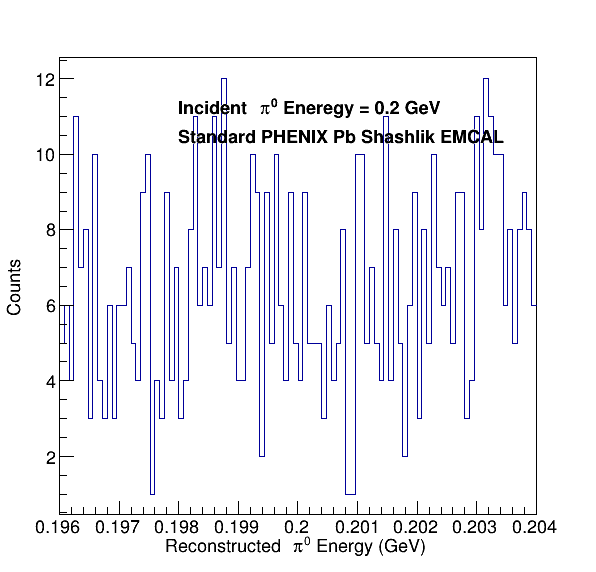 12
Incident π⁰ Eneregy = 0.2 GeV
Standard PHENIX Pb Shashlik EMCAL
10
8
6
4
2
Counts
0.196 0.197 0.198 0.199 0.2 0.201 0.202 0.203 0.204
Reconstructed π⁰ Energy (GeV)